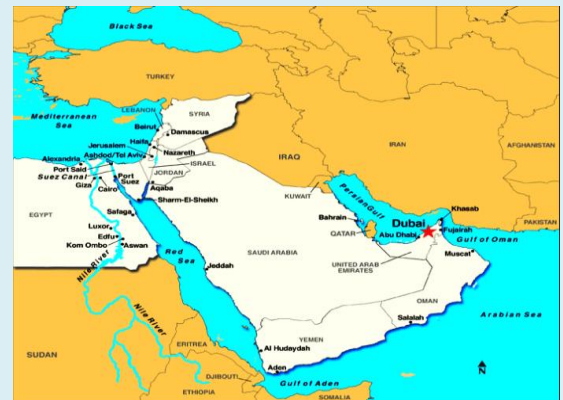 Black Sea
TURKEY
Mediterranean
Sea
LEBANON
SYRIA
Beirut
Damascus
Haifa
Jerusalem
Nazareth
Ashdod/Tel Aviv
Alexandria
ISRAEL
Port Said
JORDAN
Suez Canal
Port
Suez
Giza
Cairo
Aqaba
Sharm-El-Sheikh
IRAQ
IRAN
AFGHANISTAN
KUWAIT
Persian Gulf
PAKISTAN
EGYPT
Safaga
Luxor
Edfu
Kom Ombo
Aswan
Nile River
Red
Sea
Bahrain
QATAR
Dubai
Abu Dhabi
Khasab
Fujairah
Gulf of Oman
Muscat
SAUDI ARABIA
UNITED ARAB
EMIRATES
Jeddah
OMAN
Salalah
Arabian Sea
Nile River
SUDAN
ERITREA
YEMEN
Al Hudaydah
Aden
DJIBOUTI
Gulf of Aden
ETHIOPIA
SOMALIA
N